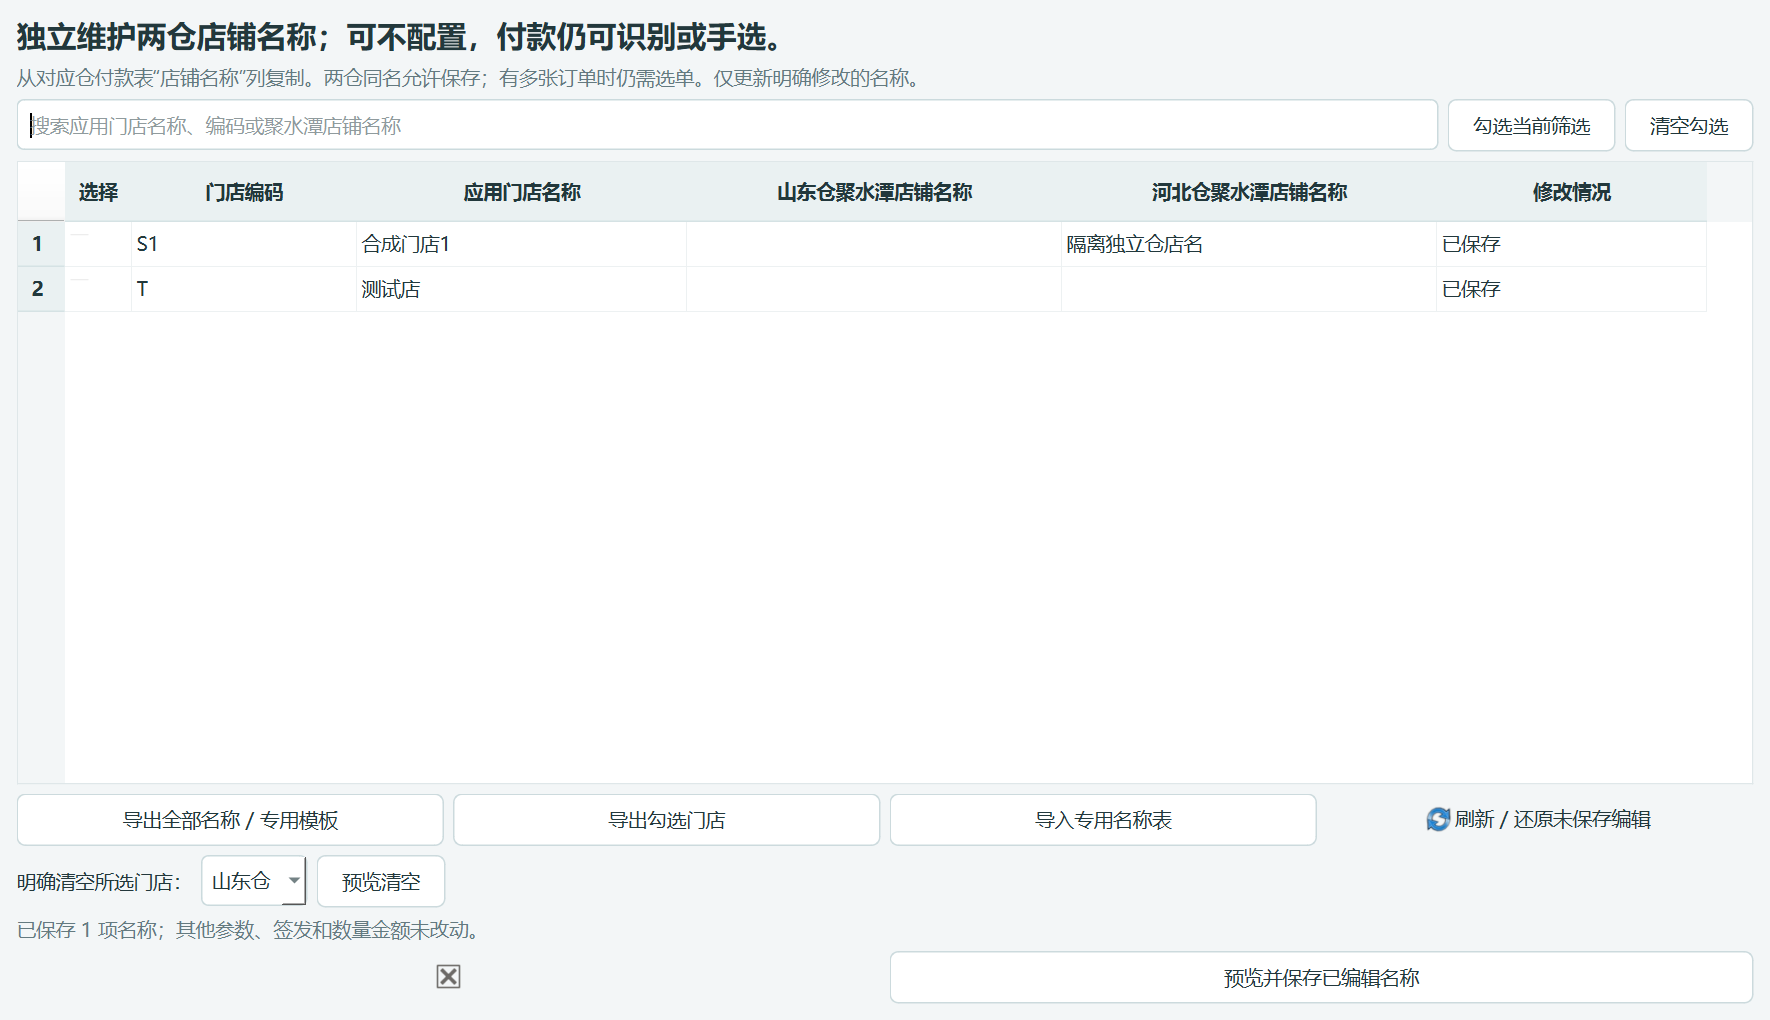 独立维护两仓店铺名称；可不配置，付款仍可识别或手选。
从对应仓付款表“店铺名称”列复制。两仓同名允许保存；有多张订单时仍需选单。仅更新明确修改的名称。
搜索应用门店名称、编码或聚水潭店铺名称 勾选当前筛选 清空勾选
选择 门店编码 应用门店名称 山东仓聚水潭店铺名称 河北仓聚水潭店铺名称 修改情况
1 S1 合成门店1 隔离独立仓店名 已保存
2 T 测试店 已保存
导出全部名称 / 专用模板 导出勾选门店 导入专用名称表 刷新 / 还原未保存编辑
明确清空所选门店： 山东仓 预览清空
已保存 1 项名称；其他参数、签发和数量金额未改动。
预览并保存已编辑名称